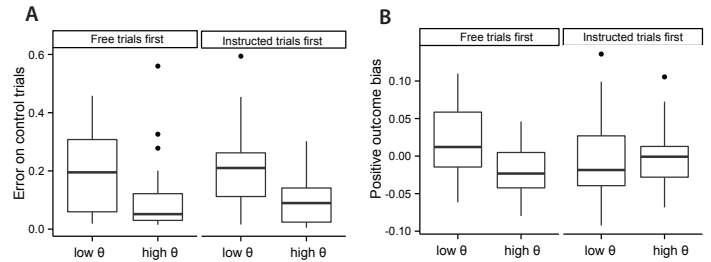 A
Free trials first
Instructed trials first
Error on control trials
0.6
0.4
0.2
0.0
low θ
high θ
low θ
high θ
B
Free trials first
Instructed trials first
Positive outcome bias
0.10
0.05
0.00
-0.05
-0.10
low θ
high θ
low θ
high θ